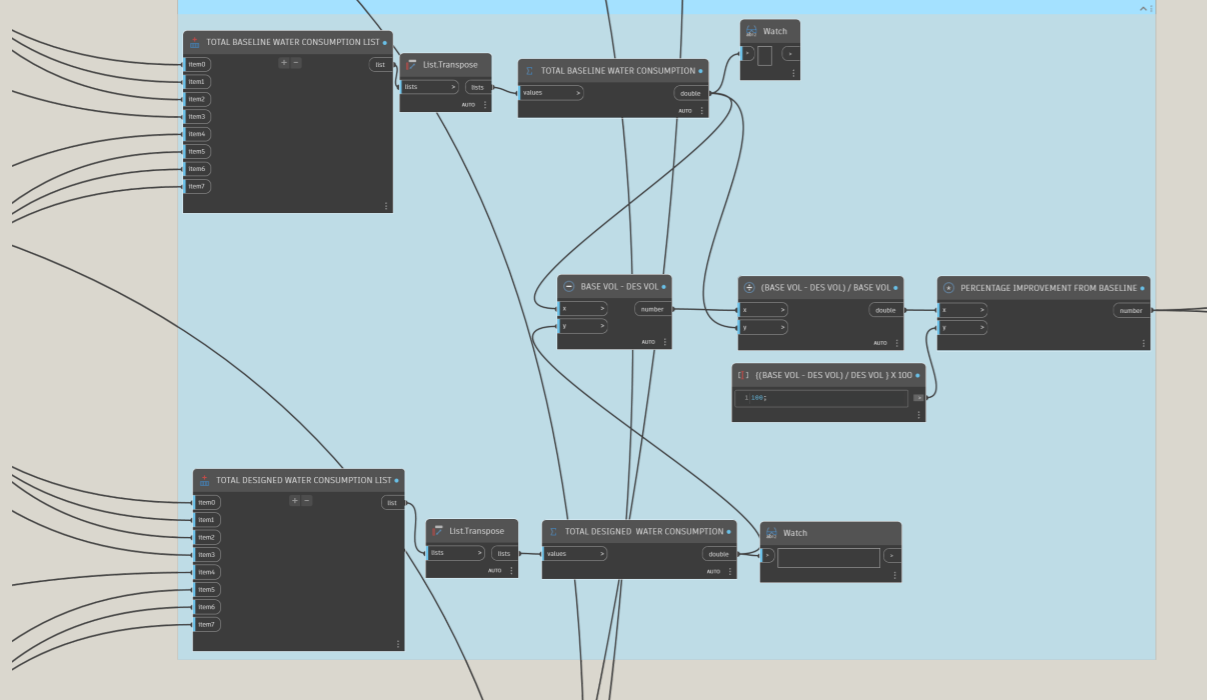 TOTAL BASELINE WATER CONSUMPTION LIST
item0
+ −
list
item1
item2
item3
item4
item5
item6
item7
List.Transpose
lists > lists
AUTO
TOTAL BASELINE WATER CONSUMPTION
values > double
AUTO
Watch
> >
BASE VOL - DES VOL
x > number
y >
AUTO
(BASE VOL - DES VOL) / BASE VOL
x > double
y >
AUTO
PERCENTAGE IMPROVEMENT FROM BASELINE
x > number
y >
((BASE VOL - DES VOL) / DES VOL ) X 100
1 100; >
TOTAL DESIGNED WATER CONSUMPTION LIST
item0
+ −
list
item1
item2
item3
item4
item5
item6
item7
List.Transpose
lists > lists
AUTO
TOTAL DESIGNED WATER CONSUMPTION
values > double
AUTO
Watch
> >